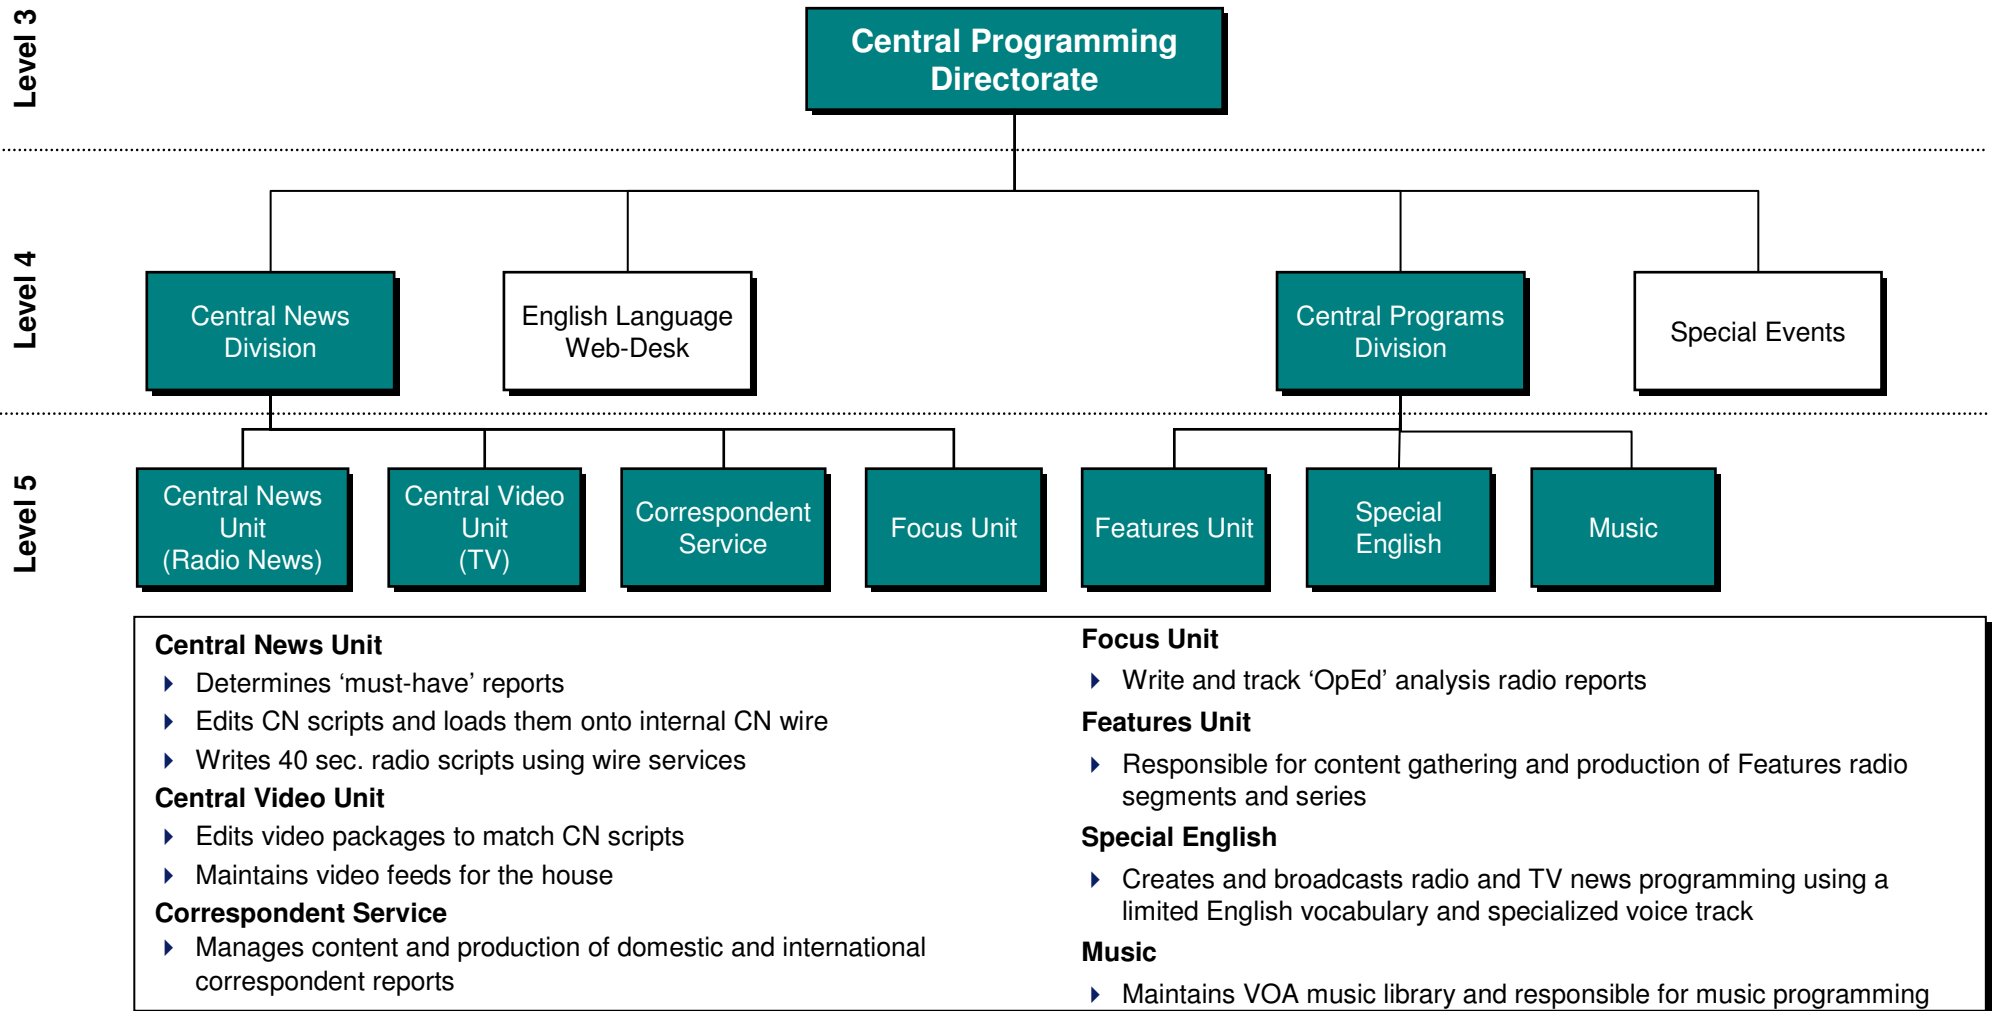 Level 3
Central Programming
Directorate
Level 4
Central News
Division
English Language
Web-Desk
Central Programs
Division
Special Events
Level 5
Central News
Unit
(Radio News)
Central Video
Unit
(TV)
Correspondent
Service
Focus Unit
Features Unit
Special
English
Music
Central News Unit
Determines ‘must-have’ reports
Edits CN scripts and loads them onto internal CN wire
Writes 40 sec. radio scripts using wire services
Central Video Unit
Edits video packages to match CN scripts
Maintains video feeds for the house
Correspondent Service
Manages content and production of domestic and international
correspondent reports
Focus Unit
Write and track ‘OpEd’ analysis radio reports
Features Unit
Responsible for content gathering and production of Features radio
segments and series
Special English
Creates and broadcasts radio and TV news programming using a
limited English vocabulary and specialized voice track
Music
Maintains VOA music library and responsible for music programming